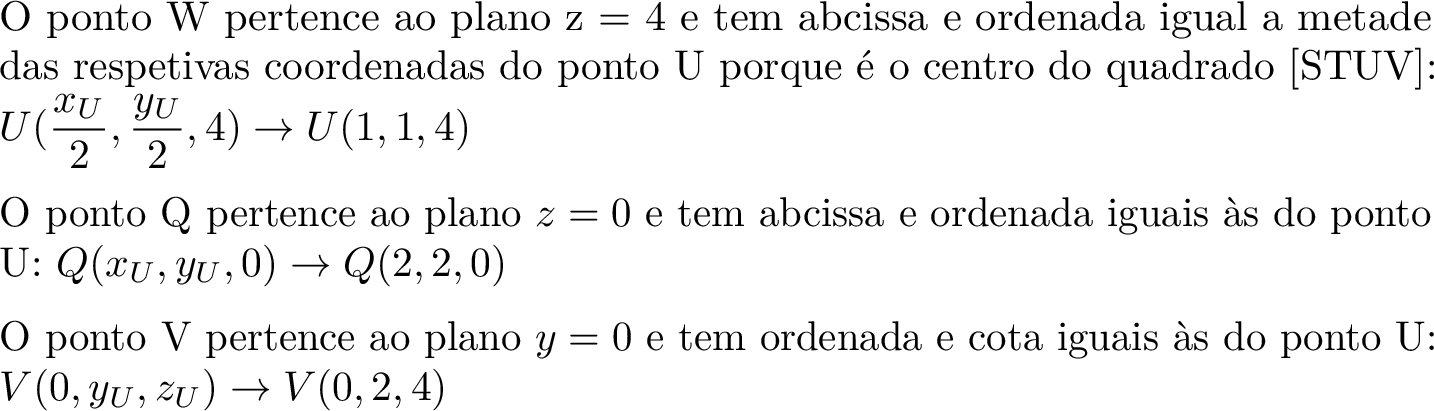 O ponto W pertence ao plano z = 4 e tem abcissa e ordenada igual a metade
das respetivas coordenadas do ponto U porque é o centro do quadrado [STUV]:
$U(\frac{x_U}{2}, \frac{y_U}{2}, 4) \to U(1, 1, 4)$
O ponto Q pertence ao plano $z = 0$ e tem abcissa e ordenada iguais às do ponto
U: $Q(x_U, y_U, 0) \to Q(2, 2, 0)$
O ponto V pertence ao plano $y = 0$ e tem ordenada e cota iguais às do ponto U:
$V(0, y_U, z_U) \to V(0, 2, 4)$